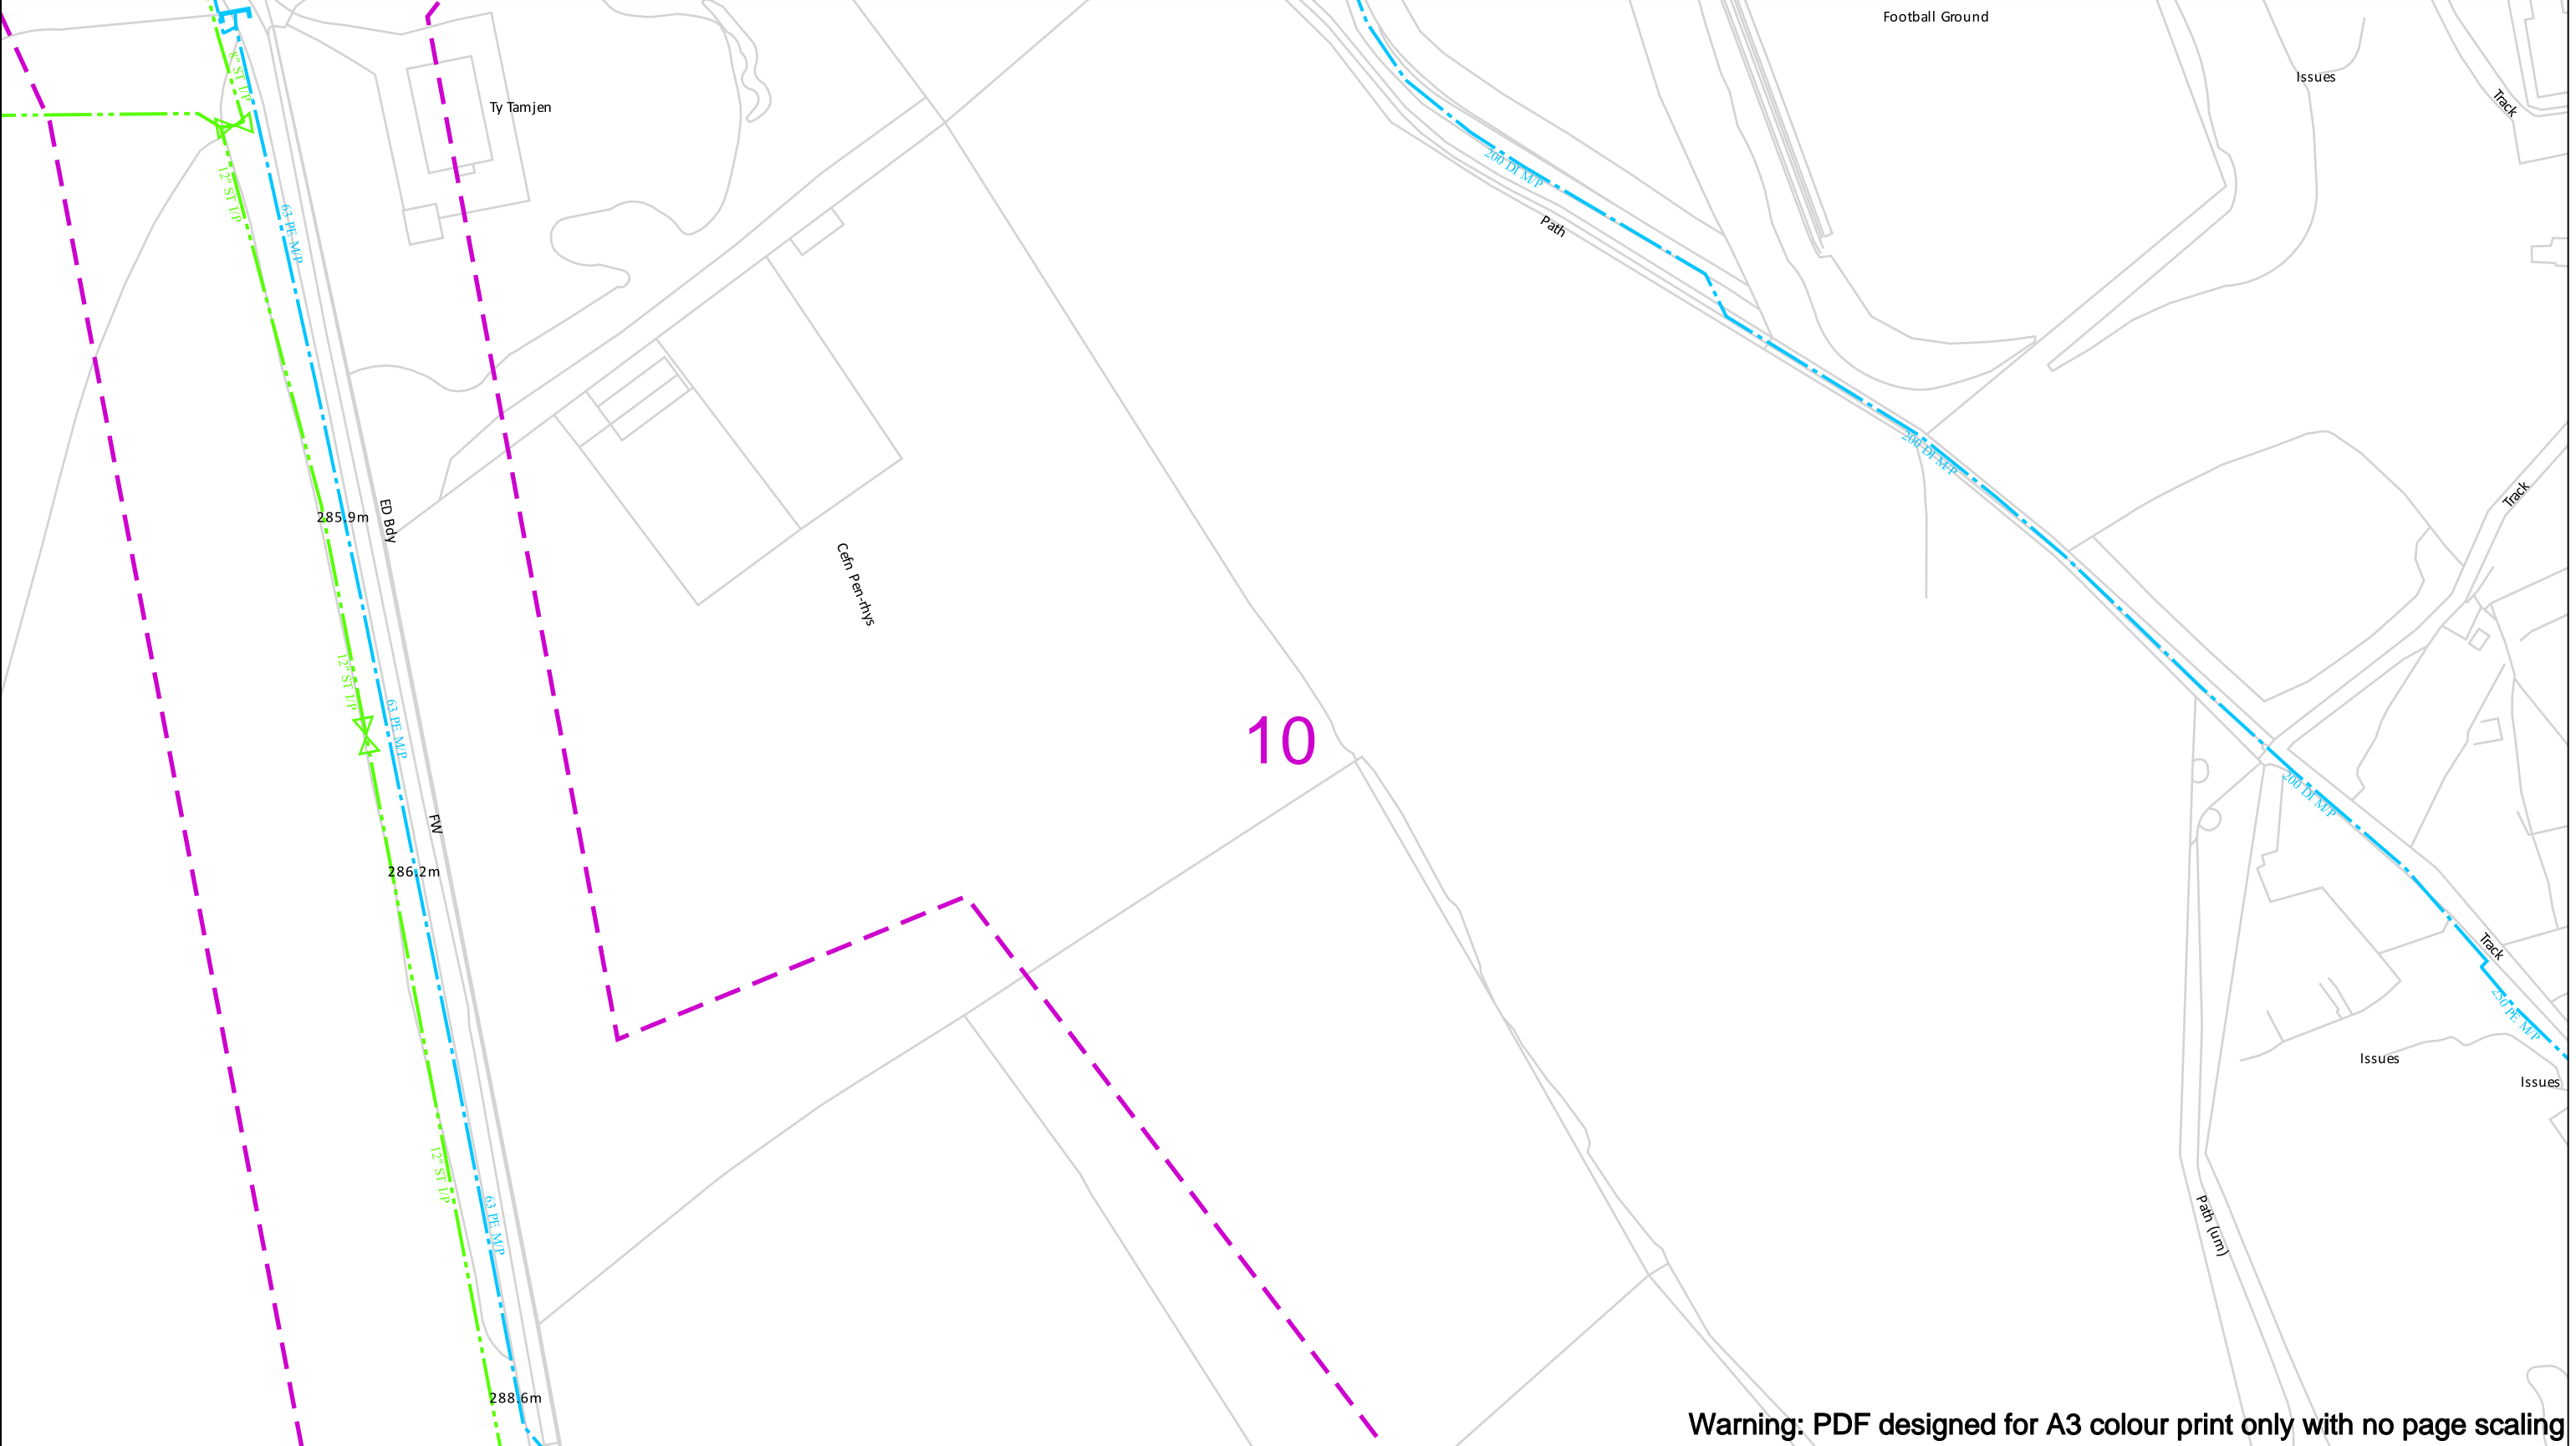 Football Ground
Issues
8" ST I/P
Track
Ty Tamjen
200 DI M/P
12" ST I/P
63 PE M/P
Path
200 DI M/P
Track
285.9m
ED Bdy
Cefn Pen-rhys
12" ST I/P
63 PE M/P
10
200 DI M/P
FW
286.2m
Track
250 PE M/P
Issues
Issues
12" ST I/P
63 PE M/P
Path (um)
288.6m
Warning: PDF designed for A3 colour print only with no page scaling